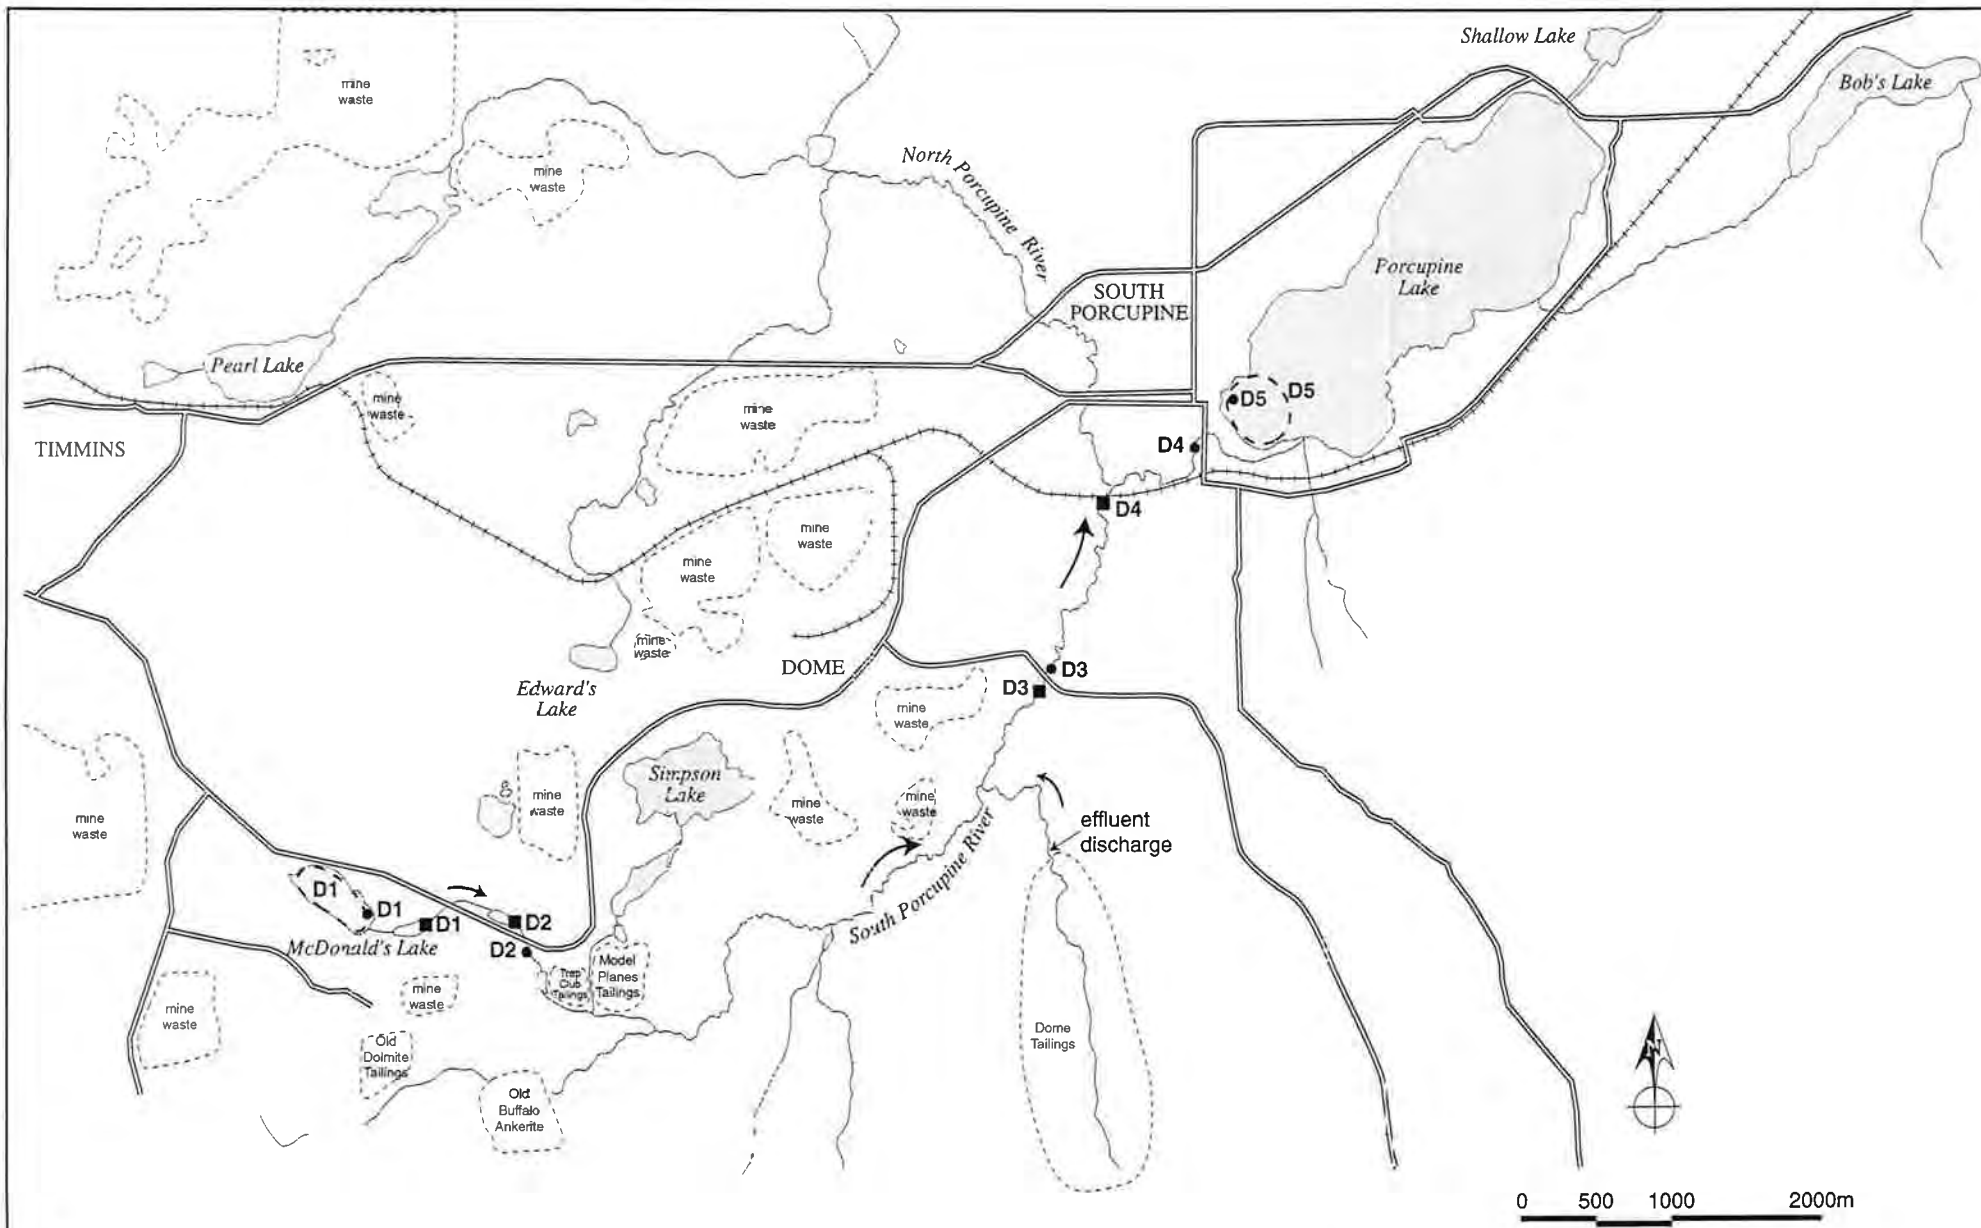 Shallow Lake
Bob's Lake
mine
waste
mine
waste
North Porcupine River
Porcupine
Lake
SOUTH
PORCUPINE
Pearl Lake
mine
waste
mine
waste
D5
D5
TIMMINS
D4
D4
mine
waste
mine
waste
mine
waste
DOME
D3
D3
Edward's
Lake
mine
waste
Simpson
Lake
mine
waste
mine
waste
mine
waste
mine
waste
effluent
discharge
South Porcupine River
D1
D1
D1
D2
D2
McDonald's Lake
Trap
Club
Tailings
Model
Planes
Tailings
mine
waste
mine
waste
Old
Dolmite
Tailings
Dome
Tailings
Old
Buffalo
Ankerite
N
0 500 1000 2000m